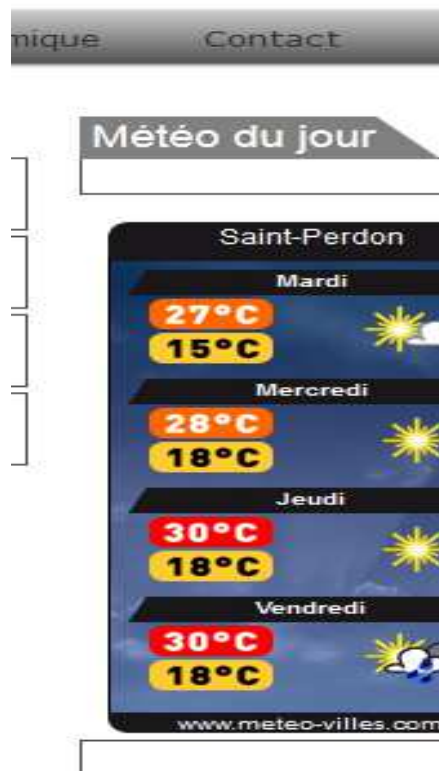 mique Contact
Météo du jour
Saint-Perdon
Mardi
27°C
15°C
Mercredi
28°C
18°C
Jeudi
30°C
18°C
Vendredi
30°C
18°C
www.meteo-villes.com